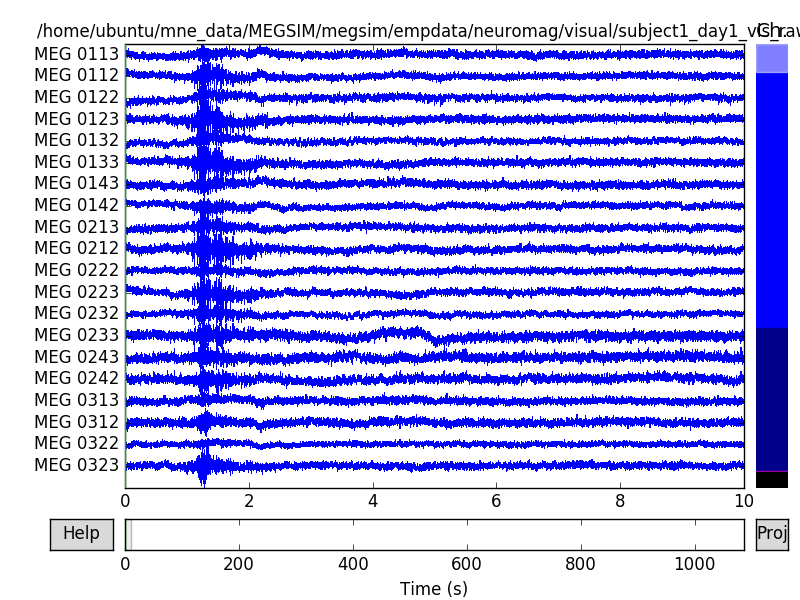 /home/ubuntu/mne_data/MEGSIM/megsim/empdata/neuromag/visual/subject1_day1_vis_raw
MEG 0113
MEG 0112
MEG 0122
MEG 0123
MEG 0132
MEG 0133
MEG 0143
MEG 0142
MEG 0213
MEG 0212
MEG 0222
MEG 0223
MEG 0232
MEG 0233
MEG 0243
MEG 0242
MEG 0313
MEG 0312
MEG 0322
MEG 0323
0 2 4 6 8 10
Help Proj
0 200 400 600 800 1000
Time (s)